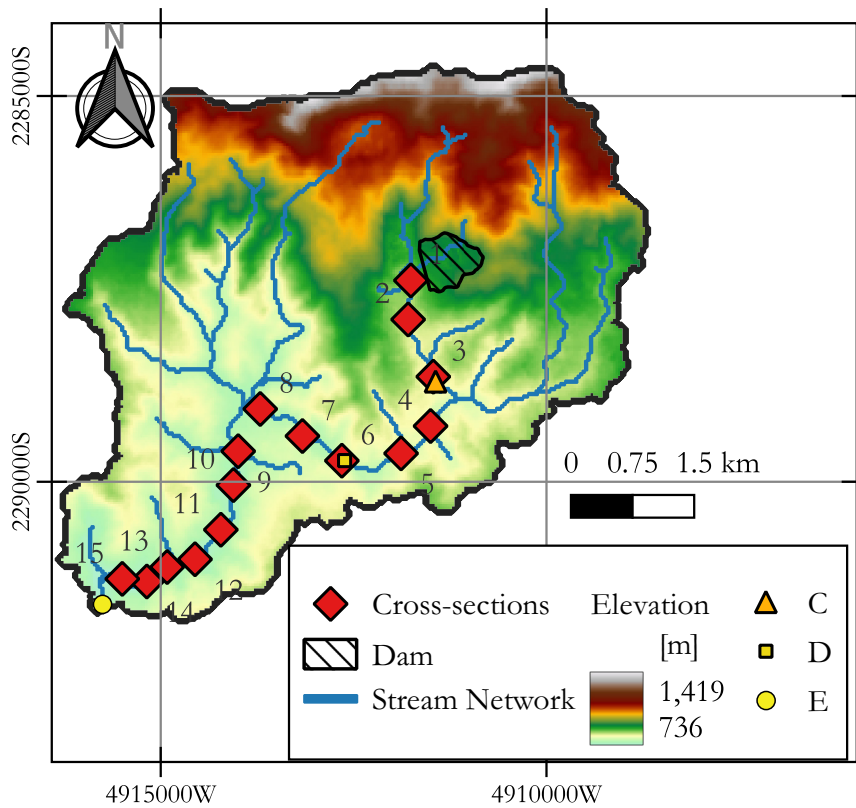 N
2285000S
2290000S
1
2
3
4
5
6
7
8
9
10
11
12
13
14
15
0 0.75 1.5 km
Cross-sections
Dam
Stream Network
Elevation
[m]
1,419
736
C
D
E
4915000W 4910000W